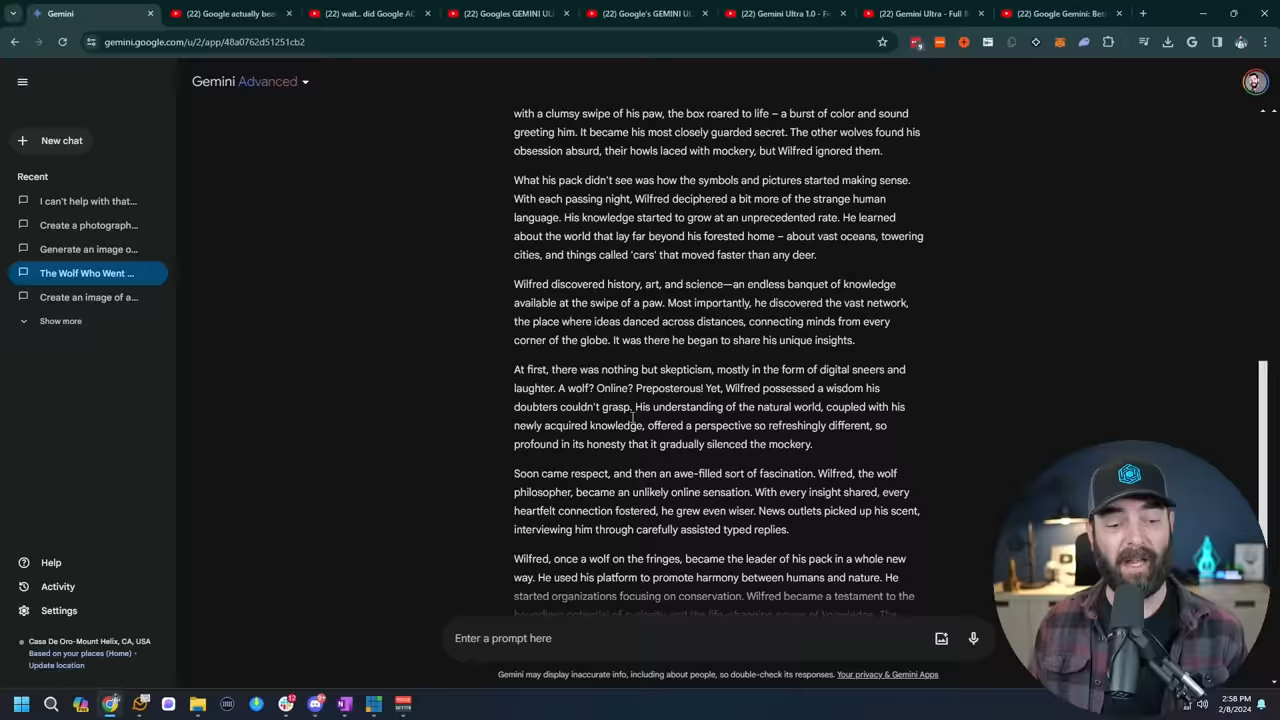 Gemini
(22) Google actually beat
(22) wait.. did Google AC
(22) Googles GEMINI UL
(22) Google's GEMINI UL
(22) Gemini Ultra 1.0 - F
(22) Gemini Ultra - Full B
(22) Google Gemini: Bet
gemini.google.com/u/2/app/48a0762d51251cb2
Gemini Advanced
New chat
Recent
I can't help with that...
Create a photograph...
Generate an image o...
The Wolf Who Went ...
Create an image of a...
Show more
with a clumsy swipe of his paw, the box roared to life – a burst of color and sound
greeting him. It became his most closely guarded secret. The other wolves found his
obsession absurd, their howls laced with mockery, but Wilfred ignored them.
What his pack didn't see was how the symbols and pictures started making sense.
With each passing night, Wilfred deciphered a bit more of the strange human
language. His knowledge started to grow at an unprecedented rate. He learned
about the world that lay far beyond his forested home – about vast oceans, towering
cities, and things called 'cars' that moved faster than any deer.
Wilfred discovered history, art, and science—an endless banquet of knowledge
available at the swipe of a paw. Most importantly, he discovered the vast network,
the place where ideas danced across distances, connecting minds from every
corner of the globe. It was there he began to share his unique insights.
At first, there was nothing but skepticism, mostly in the form of digital sneers and
laughter. A wolf? Online? Preposterous! Yet, Wilfred possessed a wisdom his
doubters couldn't grasp. His understanding of the natural world, coupled with his
newly acquired knowledge, offered a perspective so refreshingly different, so
profound in its honesty that it gradually silenced the mockery.
Soon came respect, and then an awe-filled sort of fascination. Wilfred, the wolf
philosopher, became an unlikely online sensation. With every insight shared, every
heartfelt connection fostered, he grew even wiser. News outlets picked up his scent,
interviewing him through carefully assisted typed replies.
Wilfred, once a wolf on the fringes, became the leader of his pack in a whole new
way. He used his platform to promote harmony between humans and nature. He
started organizations focusing on conservation. Wilfred became a testament to the
boundless potential of curiosity and the life-changing power of knowledge. The
Help
Activity
Settings
Casa De Oro-Mount Helix, CA, USA
Based on your places (Home) •
Update location
Enter a prompt here
Gemini may display inaccurate info, including about people, so double-check its responses. Your privacy & Gemini Apps
2:58 PM
2/8/2024